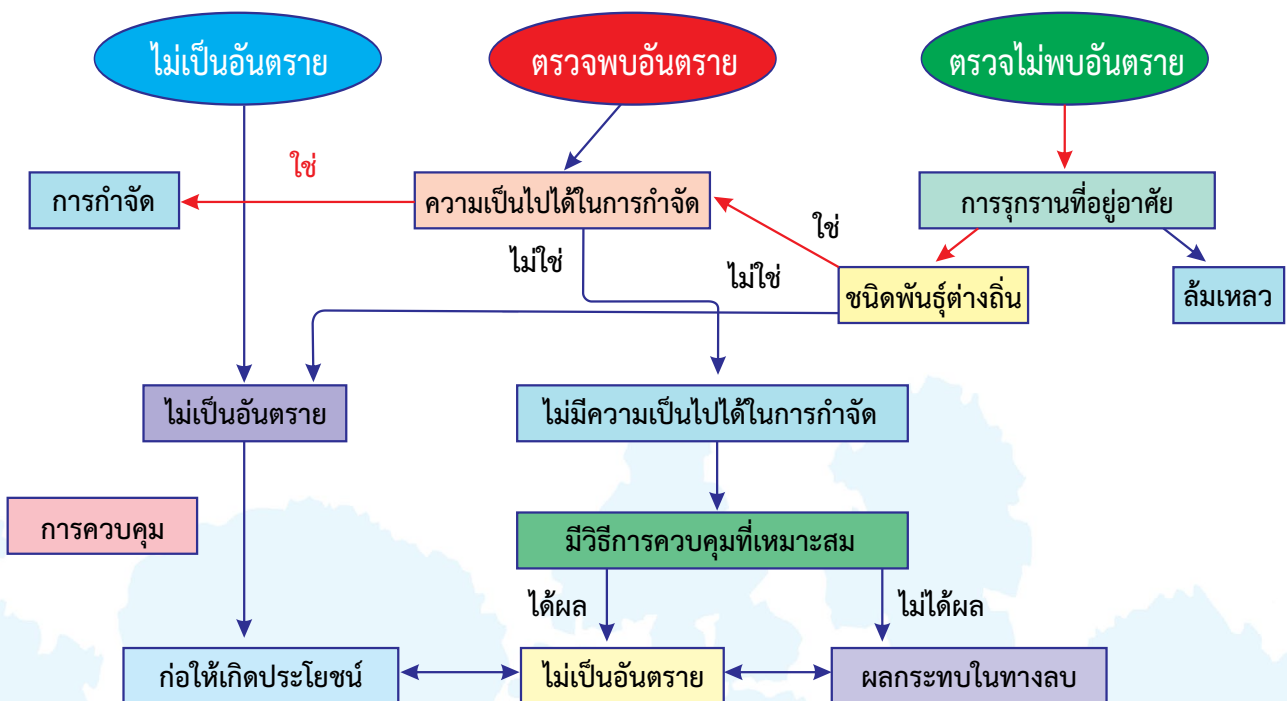 ไม่เป็นอันตราย
ตรวจพบอันตราย
ตรวจไม่พบอันตราย
ใช่
การกำจัด
ความเป็นไปได้ในการกำจัด
การรุกรานที่อยู่อาศัย
ใช่
ไม่ใช่
ไม่ใช่
ชนิดพันธุ์ต่างถิ่น
ล้มเหลว
ไม่เป็นอันตราย
ไม่มีความเป็นไปได้ในการกำจัด
การควบคุม
มีวิธีการควบคุมที่เหมาะสม
ได้ผล
ไม่ได้ผล
ก่อให้เกิดประโยชน์
ไม่เป็นอันตราย
ผลกระทบในทางลบ